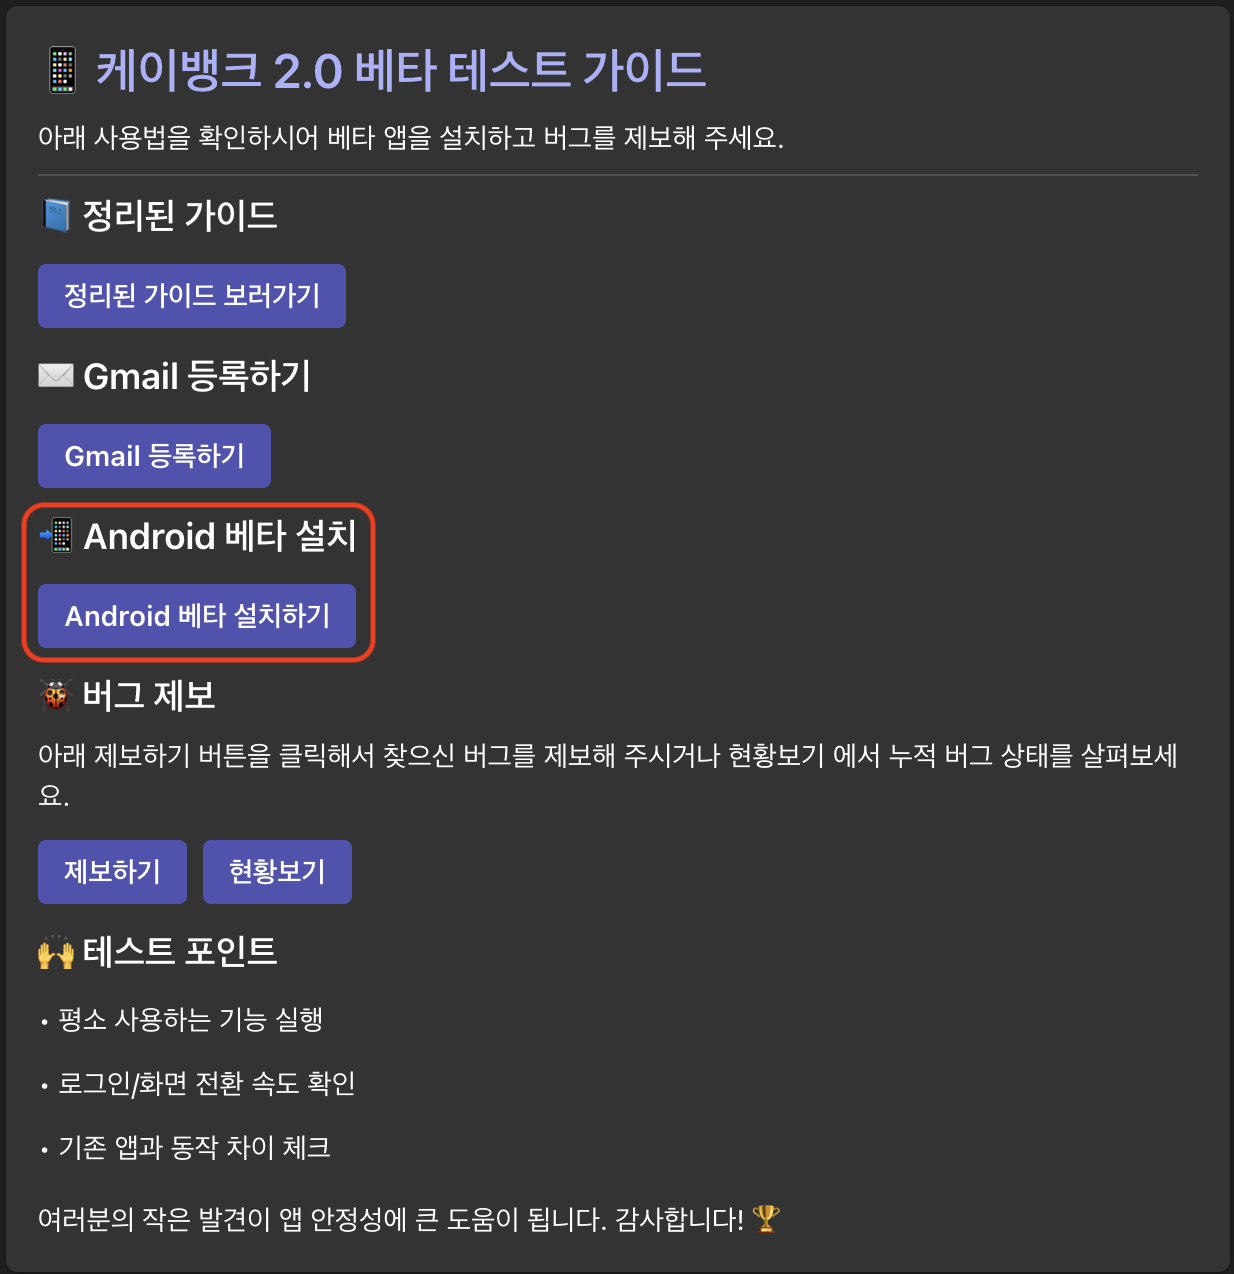 케이뱅크 2.0 베타 테스트 가이드
아래 사용법을 확인하시어 베타 앱을 설치하고 버그를 제보해 주세요.
정리된 가이드
정리된 가이드 보러가기
Gmail 등록하기
Gmail 등록하기
Android 베타 설치
Android 베타 설치하기
버그 제보
아래 제보하기 버튼을 클릭해서 찾으신 버그를 제보해 주시거나 현황보기 에서 누적 버그 상태를 살펴보세
요.
제보하기 현황보기
테스트 포인트
• 평소 사용하는 기능 실행
• 로그인/화면 전환 속도 확인
• 기존 앱과 동작 차이 체크
여러분의 작은 발견이 앱 안정성에 큰 도움이 됩니다. 감사합니다!